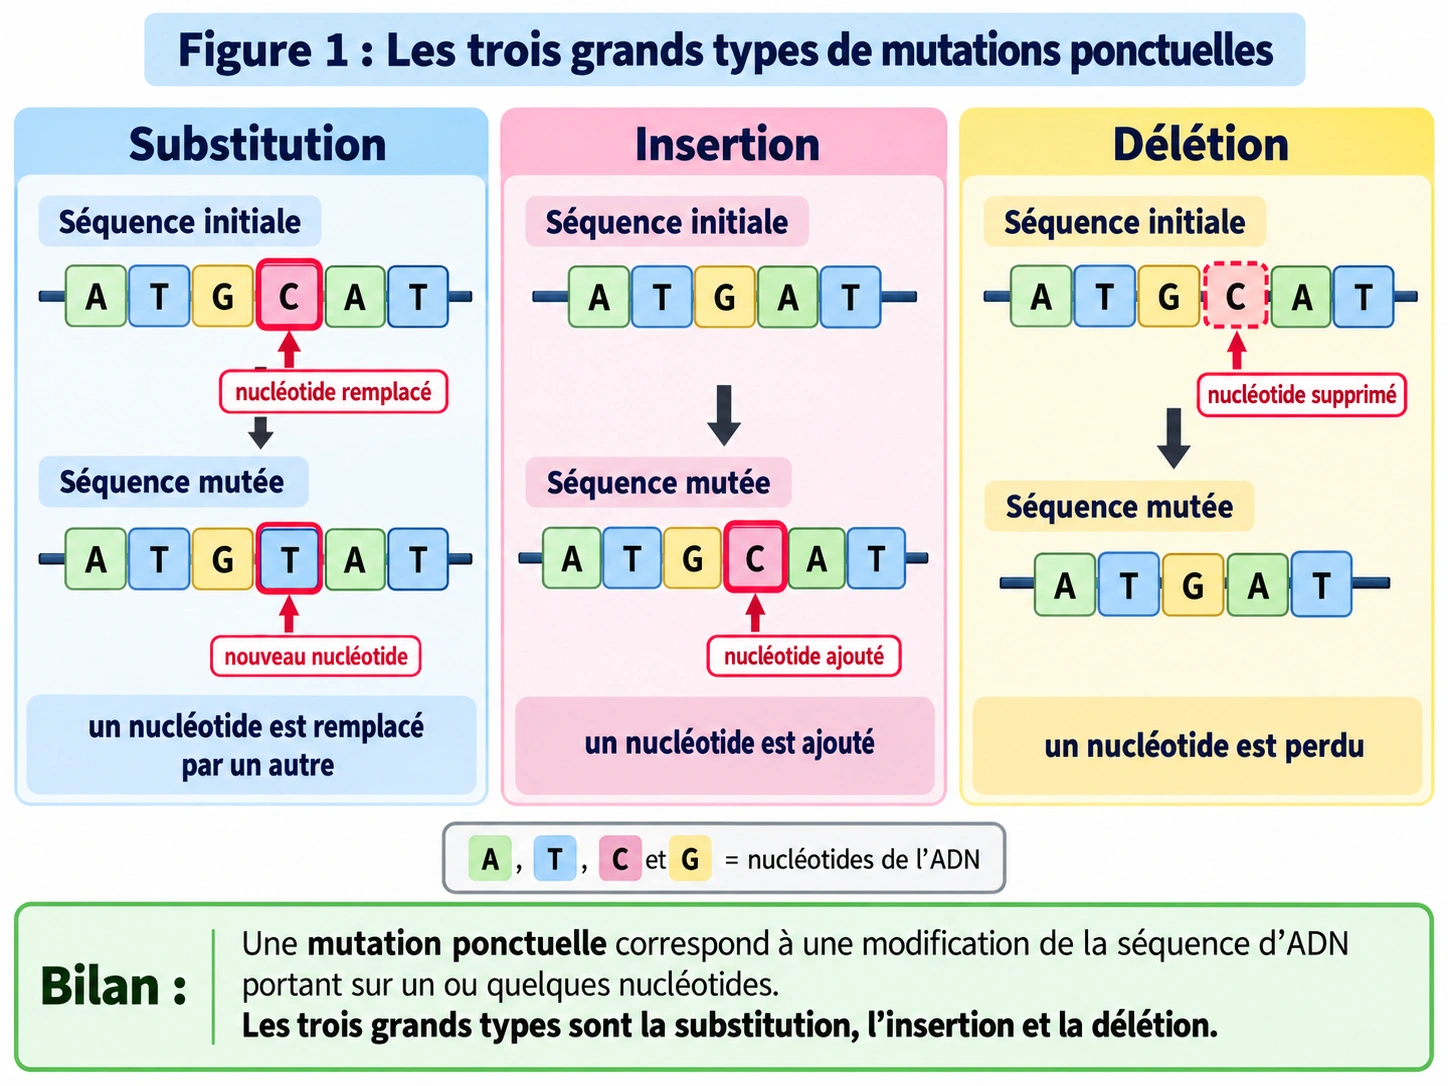 Figure 1 : Les trois grands types de mutations ponctuelles
Substitution
Séquence initiale
A T G C A T
nucléotide remplacé
Séquence mutée
A T G T A T
nouveau nucléotide
un nucléotide est remplacé
par un autre
Insertion
Séquence initiale
A T G A T
Séquence mutée
A T G C A T
nucléotide ajouté
un nucléotide est ajouté
Délétion
Séquence initiale
A T G C A T
nucléotide supprimé
Séquence mutée
A T G A T
un nucléotide est perdu
A , T , C et G = nucléotides de l’ADN
Bilan :
Une mutation ponctuelle correspond à une modification de la séquence d’ADN
portant sur un ou quelques nucléotides.
Les trois grands types sont la substitution, l’insertion et la délétion.